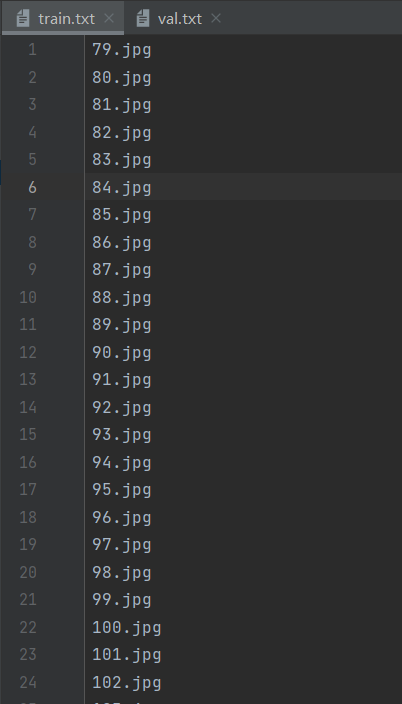 train.txt val.txt
1 79.jpg
2 80.jpg
3 81.jpg
4 82.jpg
5 83.jpg
6 84.jpg
7 85.jpg
8 86.jpg
9 87.jpg
10 88.jpg
11 89.jpg
12 90.jpg
13 91.jpg
14 92.jpg
15 93.jpg
16 94.jpg
17 95.jpg
18 96.jpg
19 97.jpg
20 98.jpg
21 99.jpg
22 100.jpg
23 101.jpg
24 102.jpg